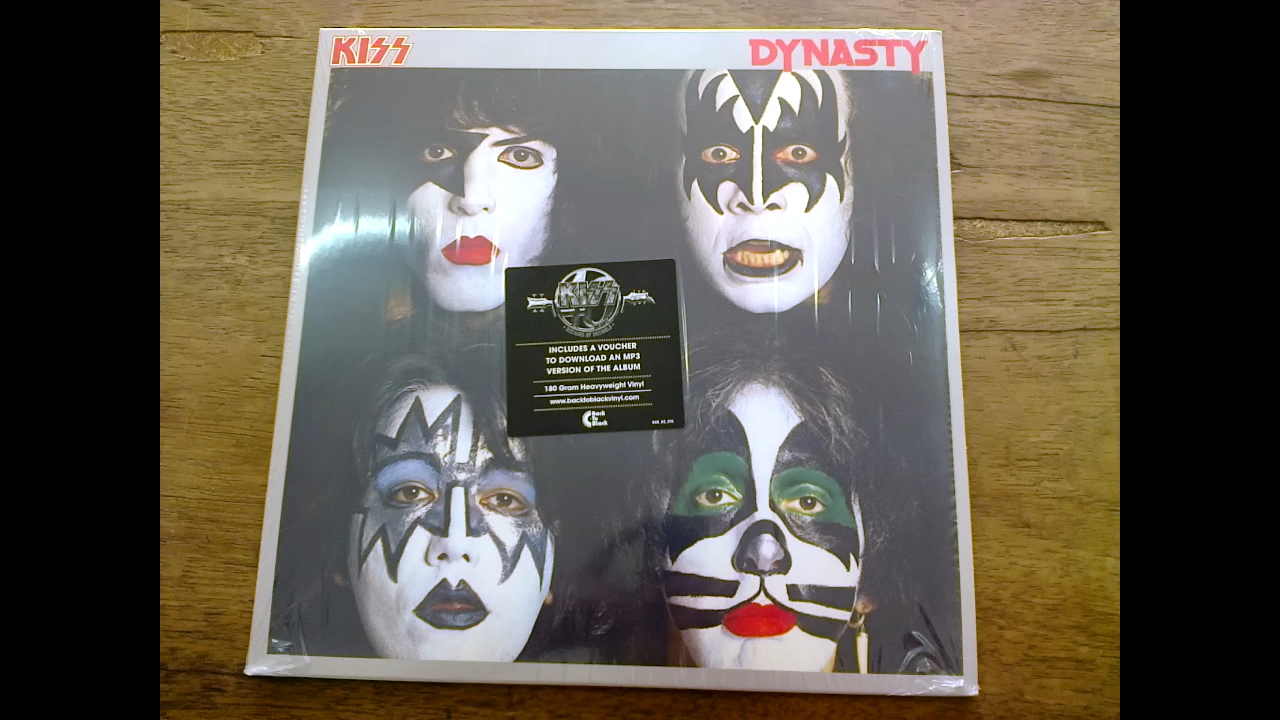 KISS
DYNASTY
KISS
INCLUDES A VOUCHER
TO DOWNLOAD AN MP3
VERSION OF THE ALBUM
180 Gram Heavyweight Vinyl
www.backtoblackvinyl.com
Back
to
Black